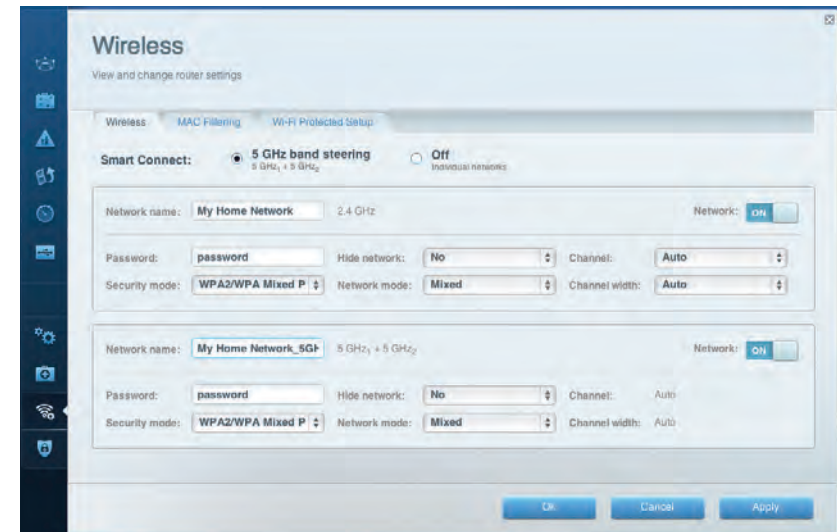 Wireless
View and change router settings
Wireless MAC Filtering Wi-Fi Protected Setup
Smart Connect: 5 GHz band steering Off
5 GHz₁ + 5 GHz₂ Individual networks
Network name: My Home Network 2.4 GHz Network: ON
Password: password Hide network: No Channel: Auto
Security mode: WPA2/WPA Mixed P Network mode: Mixed Channel width: Auto
Network name: My Home Network_5GH 5 GHz₁ + 5 GHz₂ Network: ON
Password: password Hide network: No Channel: Auto
Security mode: WPA2/WPA Mixed P Network mode: Mixed Channel width: Auto
Ok Cancel Apply